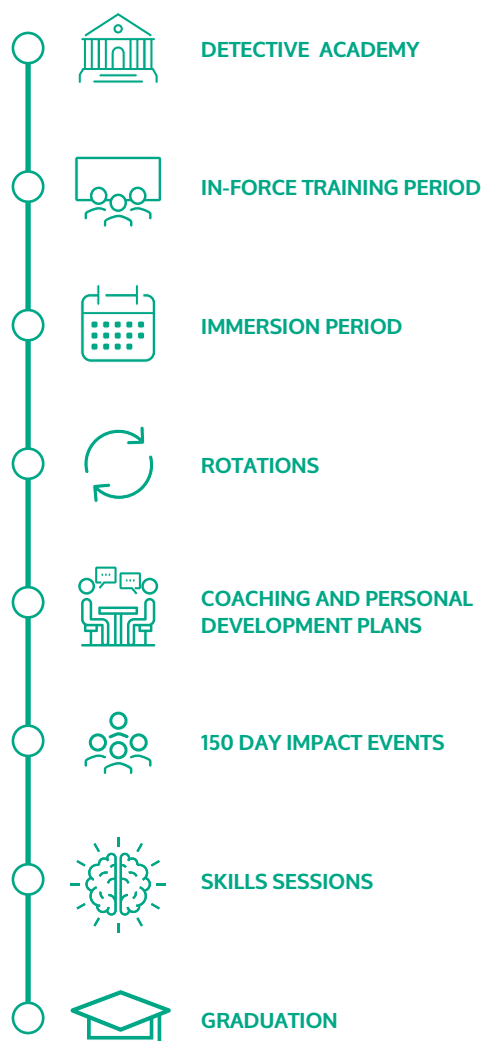 DETECTIVE ACADEMY
IN-FORCE TRAINING PERIOD
IMMERSION PERIOD
ROTATIONS
COACHING AND PERSONAL
DEVELOPMENT PLANS
150 DAY IMPACT EVENTS
SKILLS SESSIONS
GRADUATION